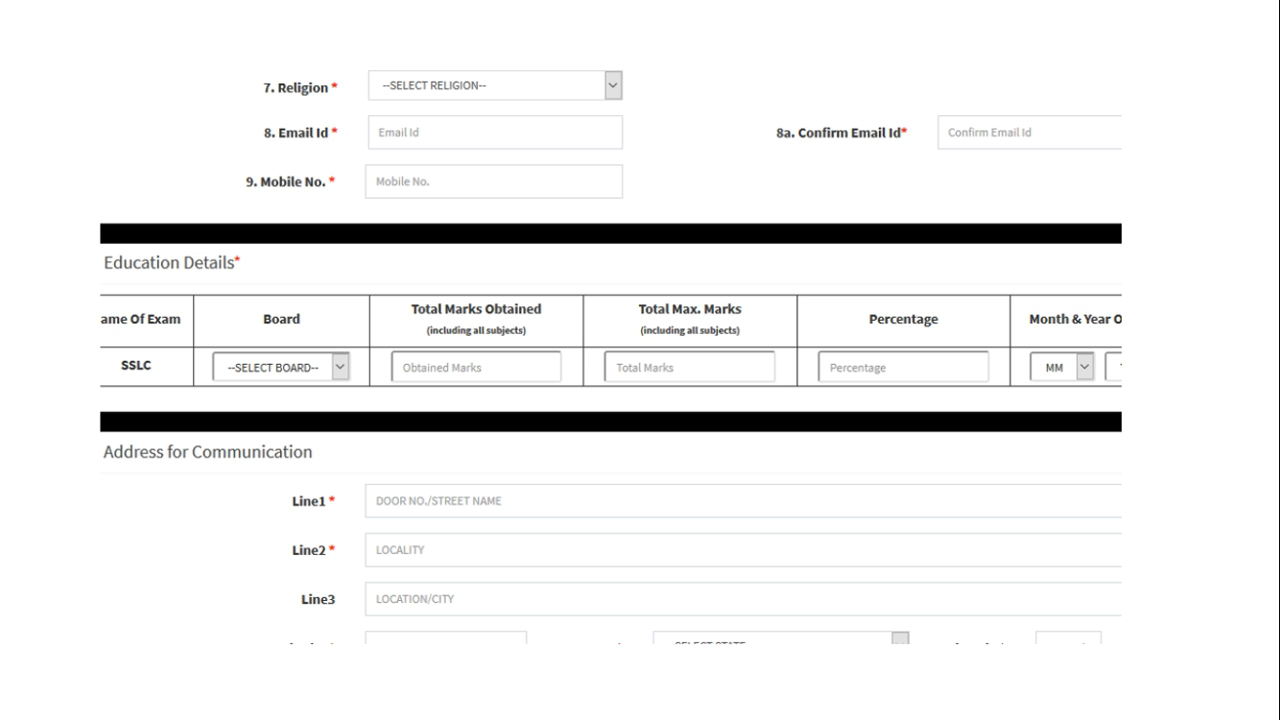 7. Religion * --SELECT RELIGION--
8. Email Id * Email Id 8a. Confirm Email Id* Confirm Email Id
9. Mobile No. * Mobile No.
Education Details*
ame Of Exam Board Total Marks Obtained (including all subjects) Total Max. Marks (including all subjects) Percentage Month & Year O
SSLC --SELECT BOARD-- Obtained Marks Total Marks Percentage MM
Address for Communication
Line1 * DOOR NO./STREET NAME
Line2 * LOCALITY
Line3 LOCATION/CITY